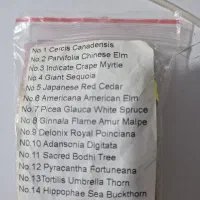 No.1 Cercis Canadensis
No.2 Parvifolia Chinese Elm
No.3 Indicate Crape Myrtle
No.4 Giant Sequoia
No.5 Japanese Red Cedar
No.6 Americana American Elm
No.7 Picea Glauca White Spruce
No.8 Ginnala Flame Amur Malpe
No.9 Delonix Royal Poinciana
NO.10 Adansonia Digitata
No.11 Sacred Bodhi Tree
No.12 Pyracantha Fortuneana
No.13Tortilis Umbrella Thorn
No.14 Hippophae Sea Buckthorn